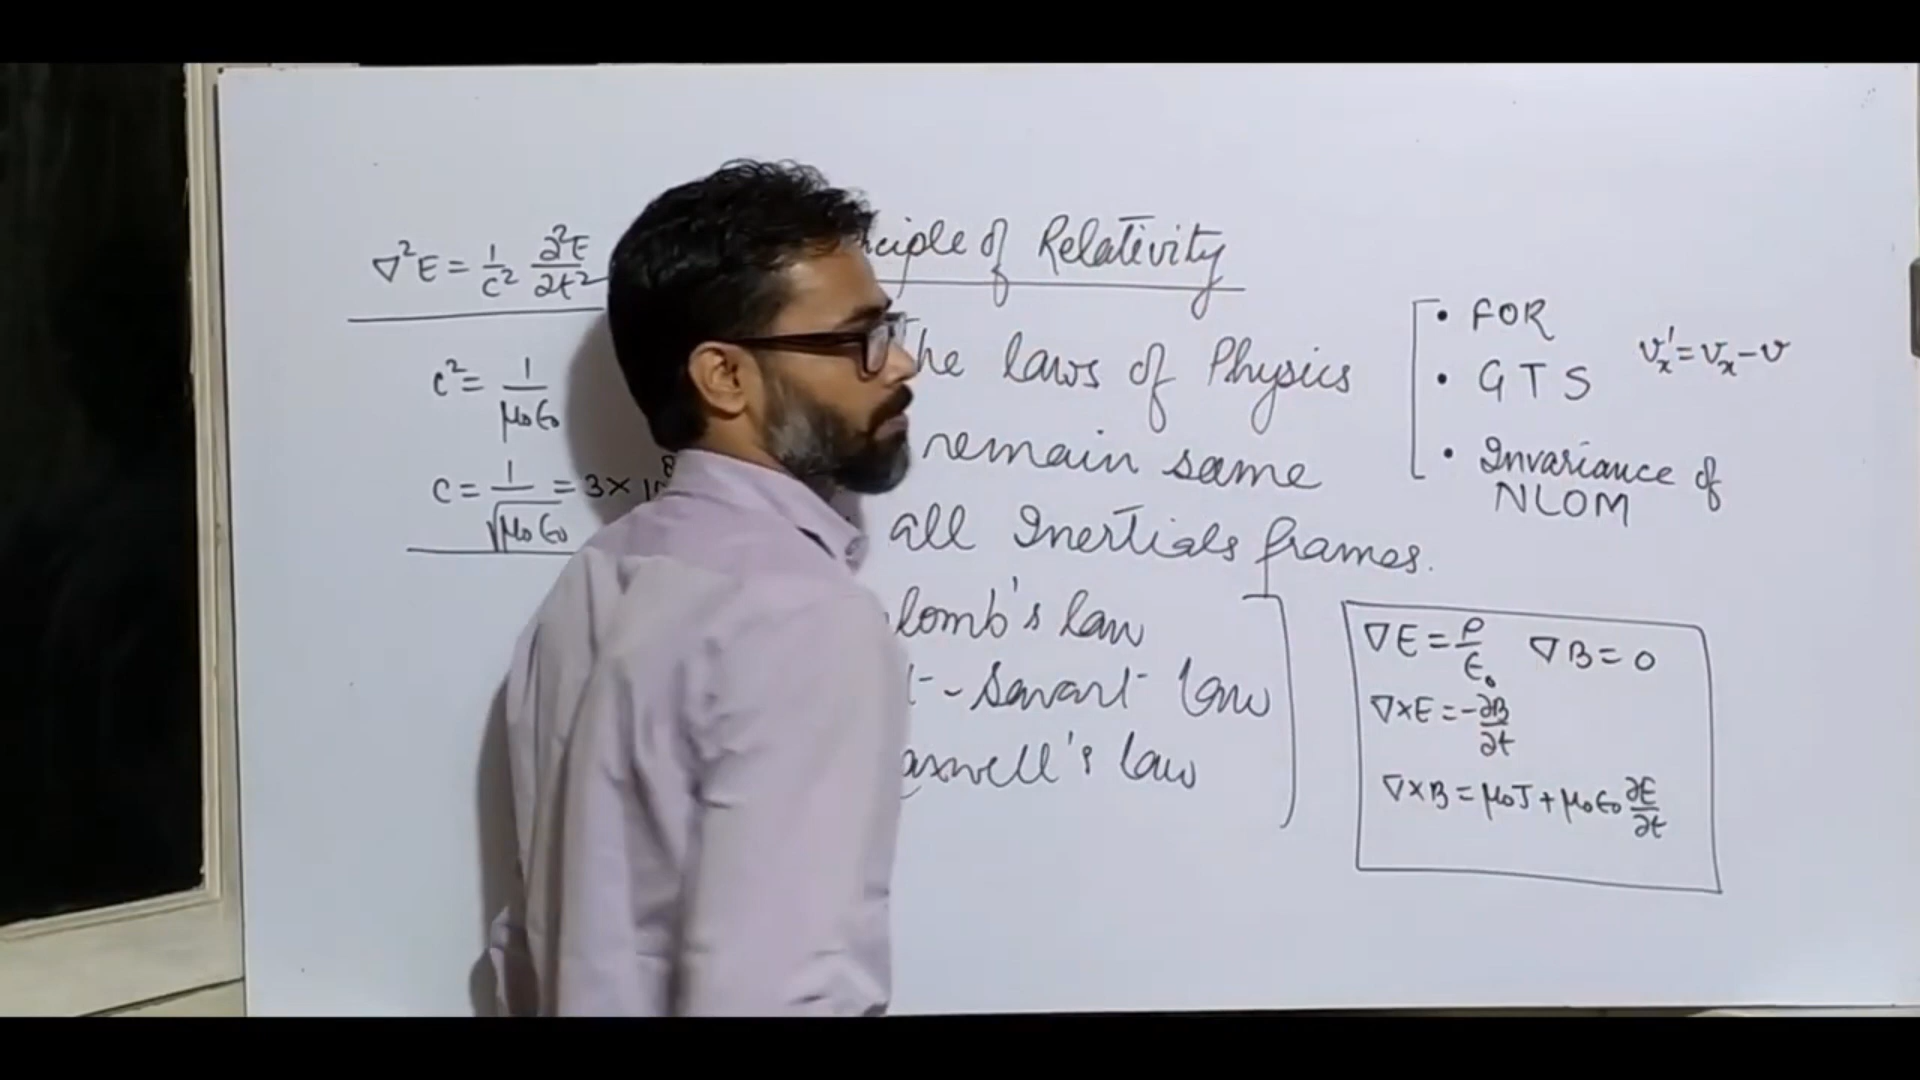 ∇²E = 1/c² ∂²E/∂t²
c² = 1/μ₀ε₀
c = 1/√μ₀ε₀ = 3×10⁸
ciple of Relativity
he laws of Physics
remain same
all Inertials frames.
lomb's law
t-Savart law
axwell's law
• FOR
• GTS vₓ' = vₓ - v
• Invariance of
NLOM
∇E = ρ/ε₀ ∇B = 0
∇×E = -∂B/∂t
∇×B = μ₀J + μ₀ε₀ ∂E/∂t